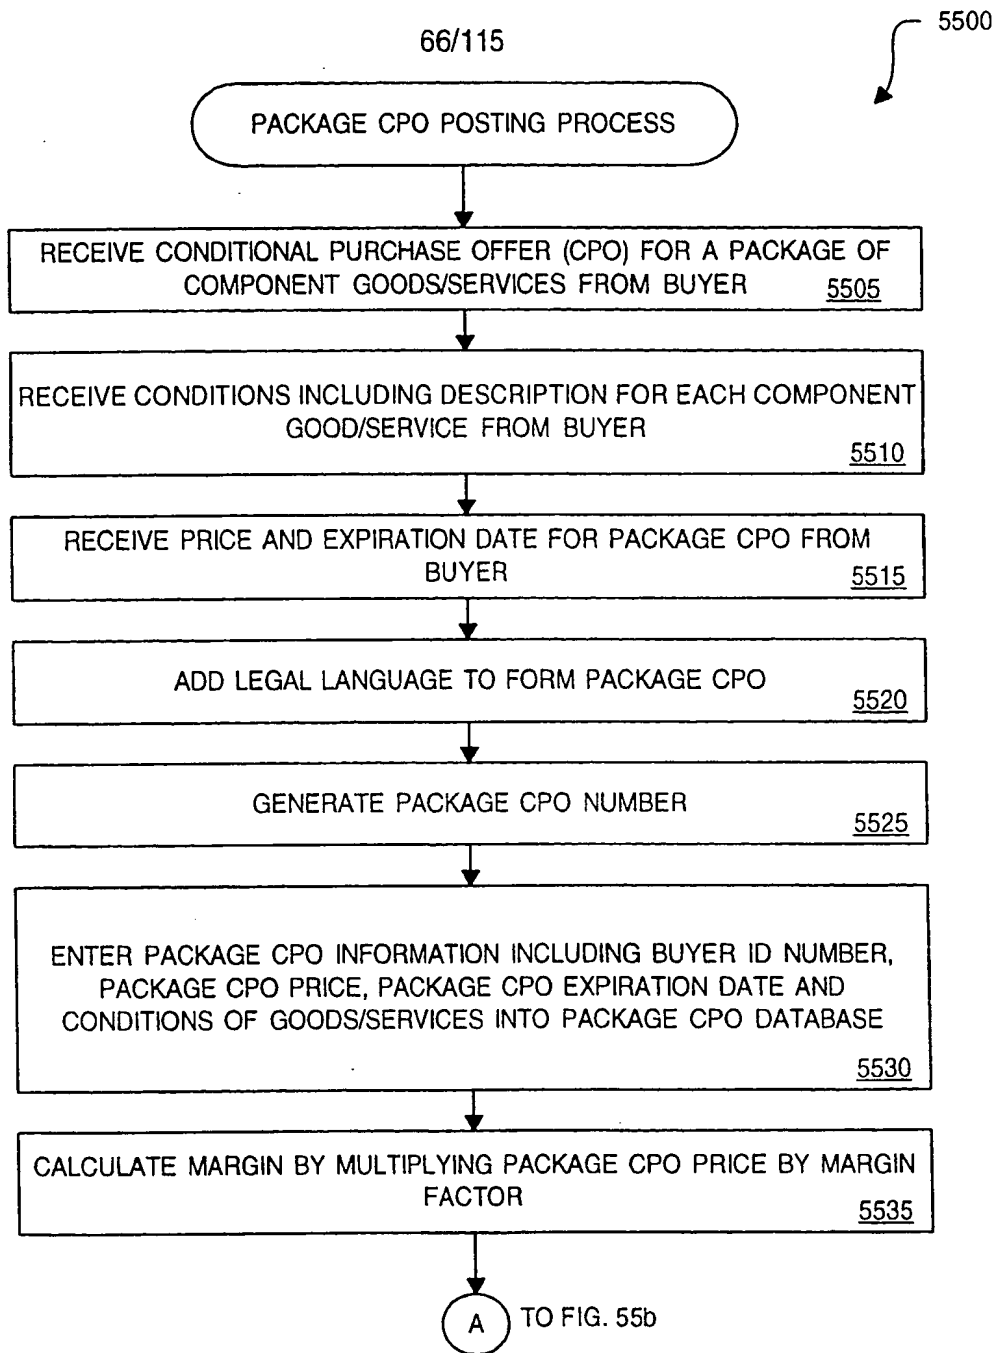 5500
66/115
PACKAGE CPO POSTING PROCESS
RECEIVE CONDITIONAL PURCHASE OFFER (CPO) FOR A PACKAGE OF
COMPONENT GOODS/SERVICES FROM BUYER 5505
RECEIVE CONDITIONS INCLUDING DESCRIPTION FOR EACH COMPONENT
GOOD/SERVICE FROM BUYER
5510
RECEIVE PRICE AND EXPIRATION DATE FOR PACKAGE CPO FROM
BUYER 5515
ADD LEGAL LANGUAGE TO FORM PACKAGE CPO
5520
GENERATE PACKAGE CPO NUMBER
5525
ENTER PACKAGE CPO INFORMATION INCLUDING BUYER ID NUMBER,
PACKAGE CPO PRICE, PACKAGE CPO EXPIRATION DATE AND
CONDITIONS OF GOODS/SERVICES INTO PACKAGE CPO DATABASE
5530
CALCULATE MARGIN BY MULTIPLYING PACKAGE CPO PRICE BY MARGIN
FACTOR 5535
A TO FIG. 55b